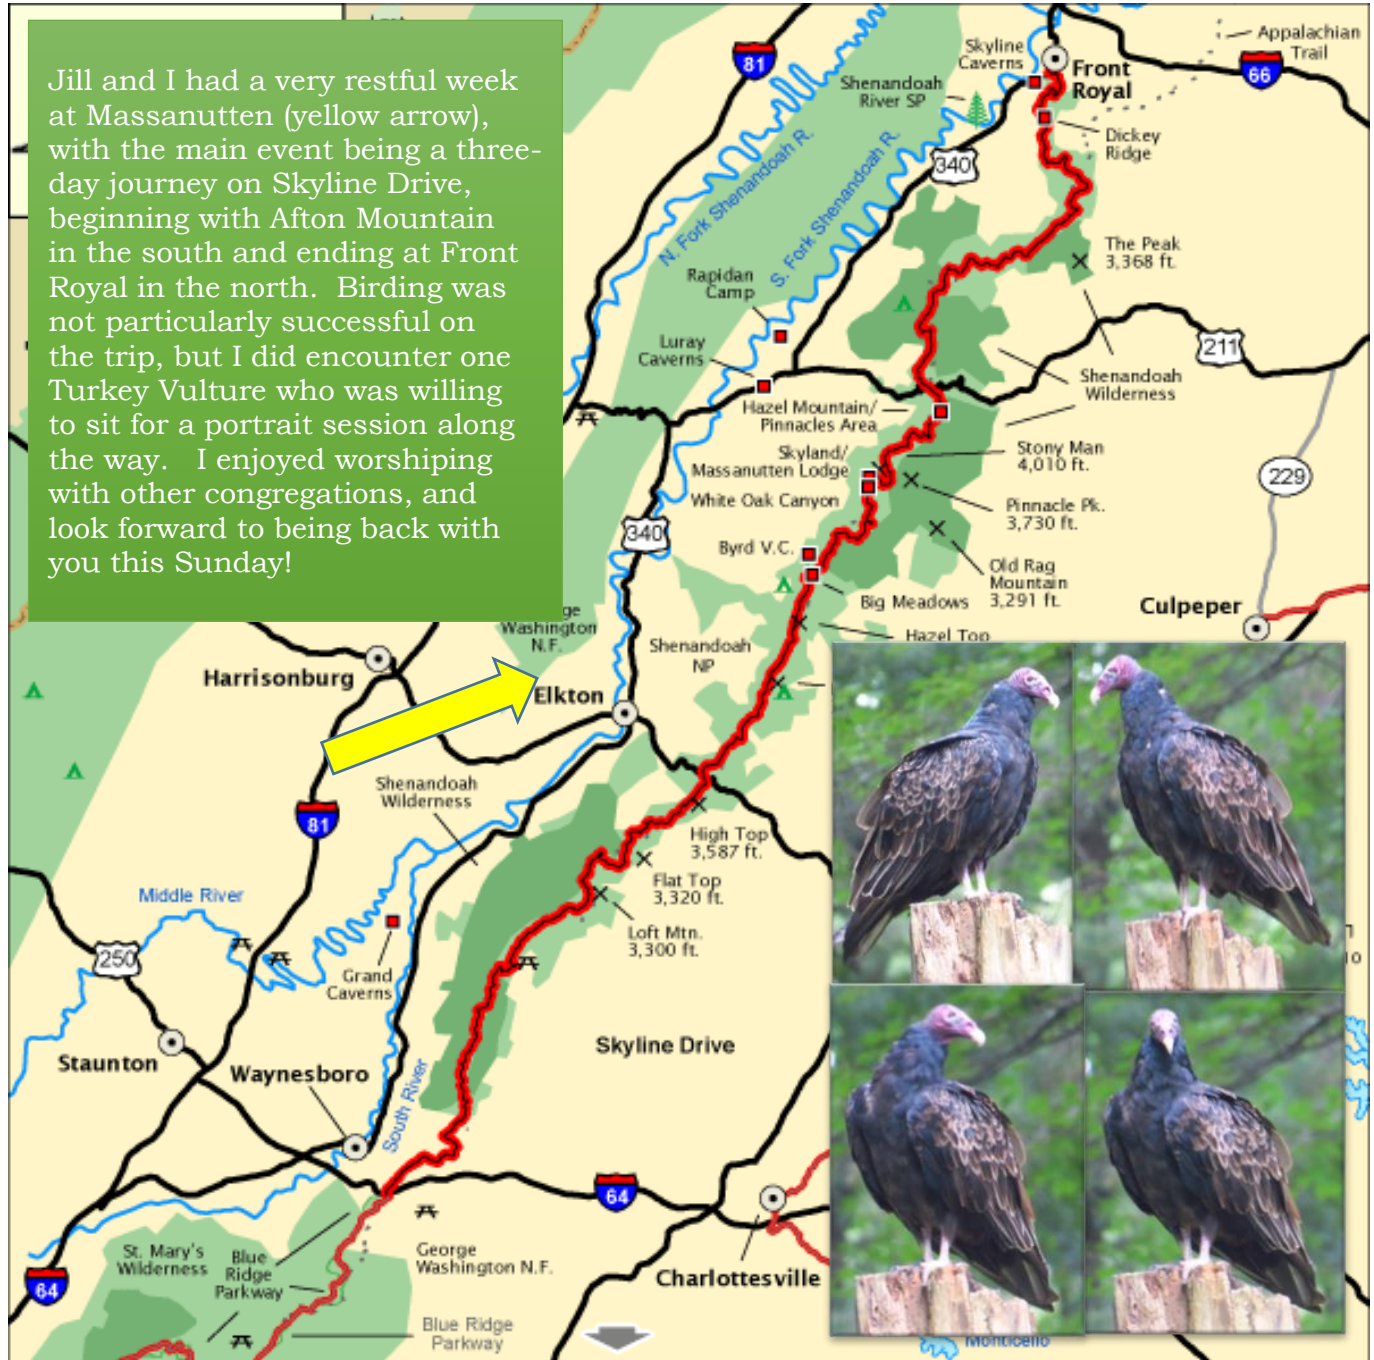 Jill and I had a very restful week
at Massanutten (yellow arrow),
with the main event being a three-
day journey on Skyline Drive,
beginning with Afton Mountain
in the south and ending at Front
Royal in the north.  Birding was
not particularly successful on
the trip, but I did encounter one
Turkey Vulture who was willing
to sit for a portrait session along
the way.   I enjoyed worshiping
with other congregations, and
look forward to being back with
you this Sunday!
81
Skyline
Caverns
Front
Royal
Appalachian
Trail
66
Shenandoah
River SP
Dickey
Ridge
340
N. Fork Shenandoah R.
S. Fork Shenandoah R.
The Peak
3,368 ft.
Rapidan
Camp
Luray
Caverns
211
Shenandoah
Wilderness
Hazel Mountain/
Pinnacles Area
Stony Man
4,010 ft.
Skyland/
Massanutten Lodge
White Oak Canyon
229
Pinnacle Pk.
3,730 ft.
340
Byrd V.C.
Old Rag
Mountain
3,291 ft.
Big Meadows
Culpeper
Hazel Top
Washington
N.F.
Shenandoah
NP
Harrisonburg
Elkton
Shenandoah
Wilderness
81
High Top
3,587 ft.
Flat Top
3,320 ft.
Middle River
Loft Mtn.
3,300 ft.
250
Grand
Caverns
Skyline Drive
Staunton
Waynesboro
South River
64
St. Mary's
Wilderness
Blue
Ridge
Parkway
George
Washington N.F.
64
Charlottesville
Blue Ridge
Parkway
Monticello